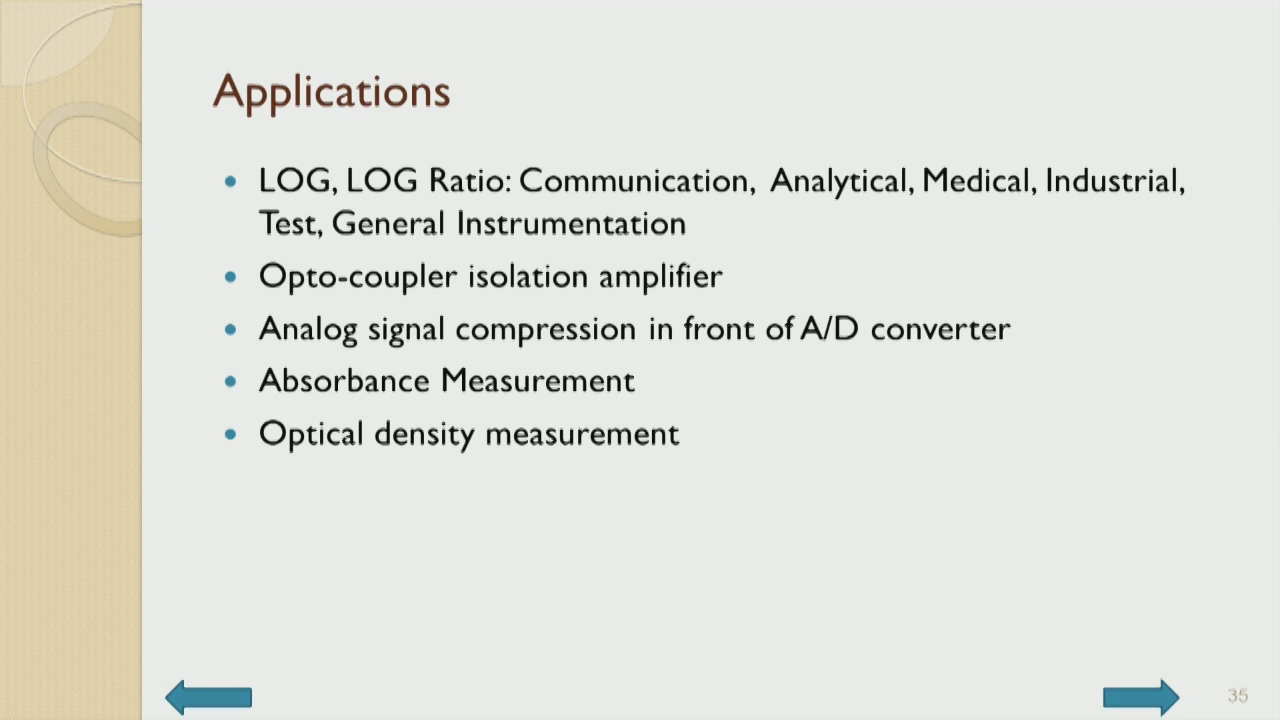 Applications
LOG, LOG Ratio: Communication, Analytical, Medical, Industrial,
Test, General Instrumentation
Opto-coupler isolation amplifier
Analog signal compression in front of A/D converter
Absorbance Measurement
Optical density measurement
35